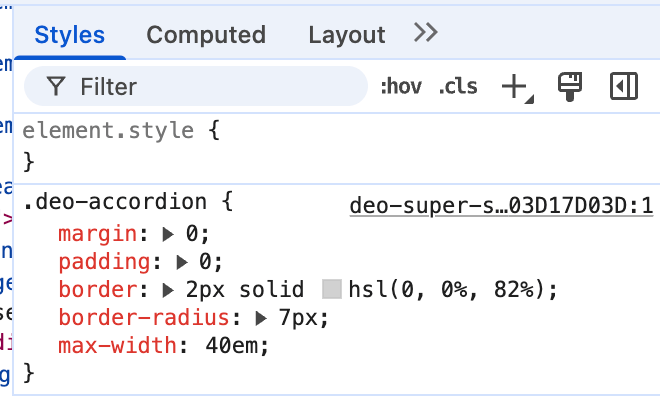 Styles Computed Layout
Filter :hov .cls
element.style {
}
.deo-accordion { deo-super-s…03D17D03D:1
margin: 0;
padding: 0;
border: 2px solid hsl(0, 0%, 82%);
border-radius: 7px;
max-width: 40em;
}